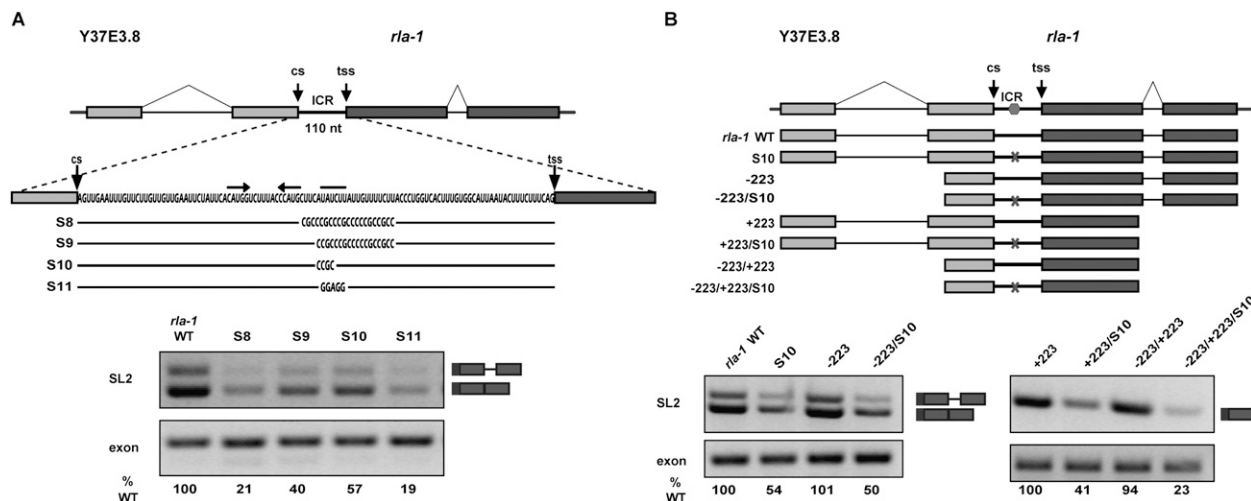 A
Y37E3.8 rla-1
cs tss
ICR
110 nt
cs tss
AGUUGAAUUUGUUCUUGUUGUUGAAUCUAUUCACAUGGUCUUUACCCAUGCUUCAUAUCUUAUUGUUUUCUUACCCUGGUCACUUUGUGGCAUUAAUACUUUCUUUCAG
S8 CGCCCGCCCGCCCCCGCCGCC
S9 CCGCCCGCCCCCGCCGCC
S10 CCGC
S11 GGAGG
rla-1 WT S8 S9 S10 S11
SL2
exon
% WT 100 21 40 57 19
B
Y37E3.8 rla-1
cs tss
ICR
rla-1 WT
S10
-223
-223/S10
+223
+223/S10
-223/+223
-223/+223/S10
rla-1 WT S10 -223 -223/S10
SL2
exon
% WT 100 54 101 50
+223 +223/S10 -223/+223 -223/+223/S10
100 41 94 23